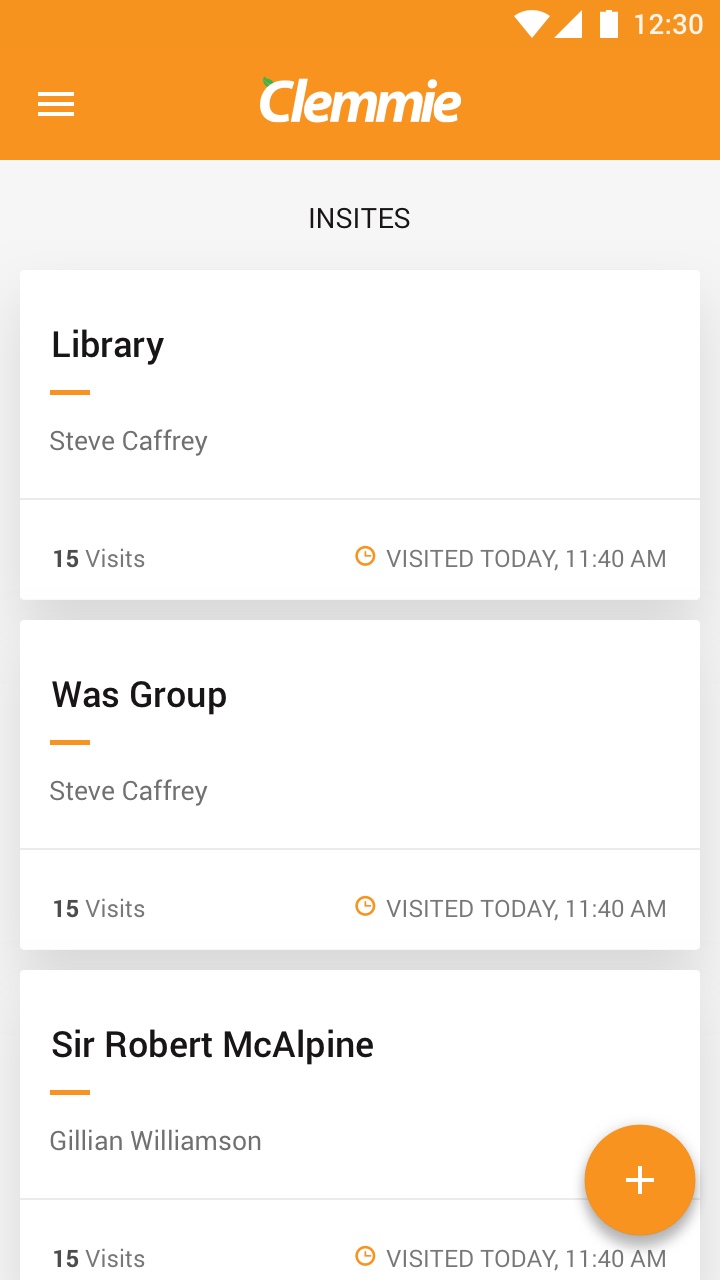 12:30
Clemmie
INSITES
Library
Steve Caffrey
15 Visits
VISITED TODAY, 11:40 AM
Was Group
Steve Caffrey
15 Visits
VISITED TODAY, 11:40 AM
Sir Robert McAlpine
Gillian Williamson
+
15 Visits
VISITED TODAY, 11:40 AM